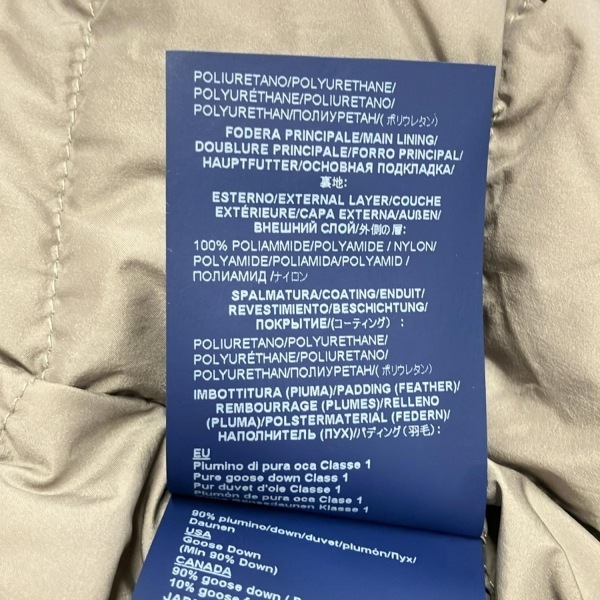 POLIURETANO/POLYURETHANE/
POLYURÉTHANE/POLIURETANO/
POLYURETHAN/ПОЛИУРЕТАН/(ポリウレタン)
FODERA PRINCIPALE/MAIN LINING/
DOUBLURE PRINCIPALE/FORRO PRINCIPAL/
HAUPTFUTTER/ОСНОВНАЯ ПОДКЛАДКА/
裏地:
ESTERNO/EXTERNAL LAYER/COUCHE
EXTÉRIEURE/CAPA EXTERNA/AUßEN/
ВНЕШНИЙ СЛОЙ/外側の層:
100% POLIAMMIDE/POLYAMIDE / NYLON/
POLYAMIDE/POLIAMIDA/POLYAMID /
ПОЛИАМИД /ナイロン
SPALMATURA/COATING/ENDUIT/
REVESTIMIENTO/BESCHICHTUNG/
ПОКРЫТИЕ/(コーティング) :
POLIURETANO/POLYURETHANE/
POLYURÉTHANE/POLIURETANO/
POLYURETHAN/ПОЛИУРЕТАН/(ポリウレタン)
IMBOTTITURA (PIUMA)/PADDING (FEATHER)/
REMBOURRAGE (PLUMES)/RELLENO
(PLUMA)/POLSTERMATERIAL (FEDERN)/
НАПОЛНИТЕЛЬ (ПУХ)/パディング(羽毛):
EU
Plumino di pura oca Classe 1
Pure goose down Class 1
Pur duvet d'oie Classe 1
Plumón de pura oca Clase 1
Klasse 1
90% plumino/down/duvet/plumón/Пух/
Daunen
USA
Goose Down
(Min 90% Down)
CANADA
90% goose down /
10% goose